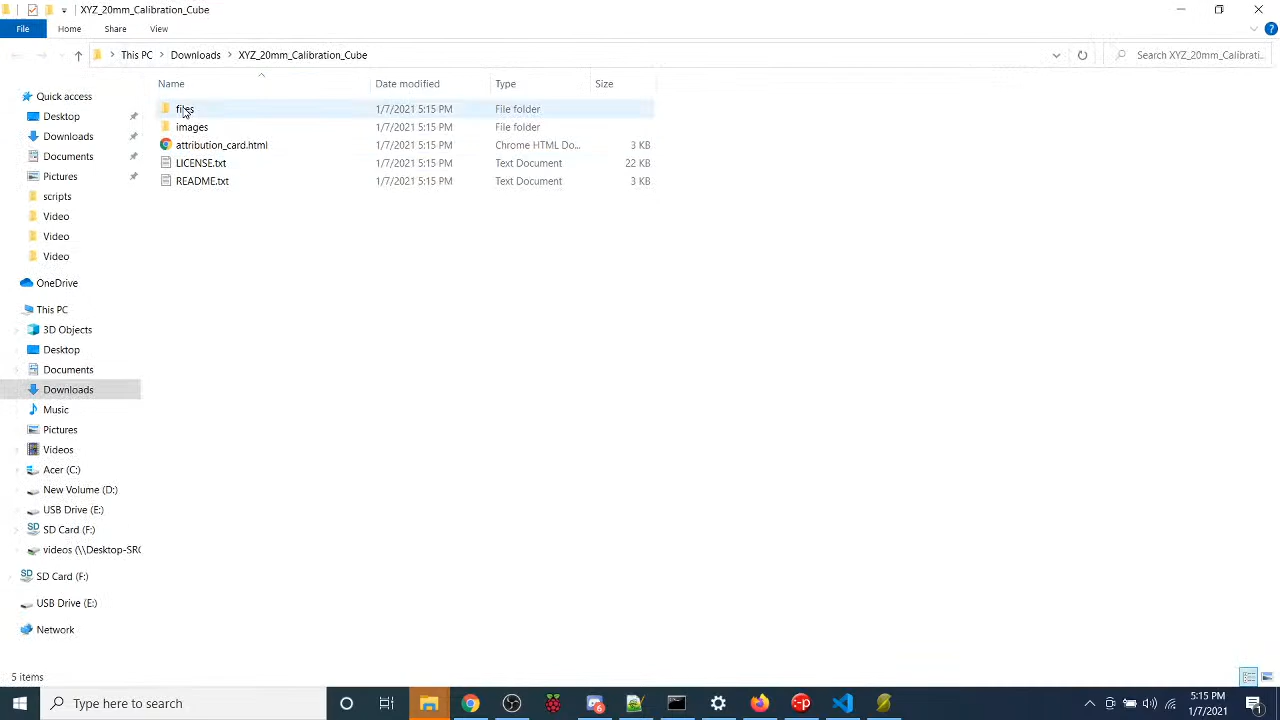 XYZ_20mm_Calibration_Cube
File Home Share View
This PC Downloads XYZ_20mm_Calibration_Cube Search XYZ_20mm_Calibrati...
Name Date modified Type Size
files 1/7/2021 5:15 PM File folder
images 1/7/2021 5:15 PM File folder
attribution_card.html 1/7/2021 5:15 PM Chrome HTML Do... 3 KB
LICENSE.txt 1/7/2021 5:15 PM Text Document 22 KB
README.txt 1/7/2021 5:15 PM Text Document 3 KB
Quick access
Desktop
Downloads
Documents
Pictures
scripts
Video
Video
Video
OneDrive
This PC
3D Objects
Desktop
Documents
Downloads
Music
Pictures
Videos
Acer (C:)
New Volume (D:)
USB Drive (E:)
SD Card (F:)
videos (\\Desktop-SRC
SD Card (F:)
USB Drive (E:)
Network
5 items
Type here to search
5:15 PM
1/7/2021